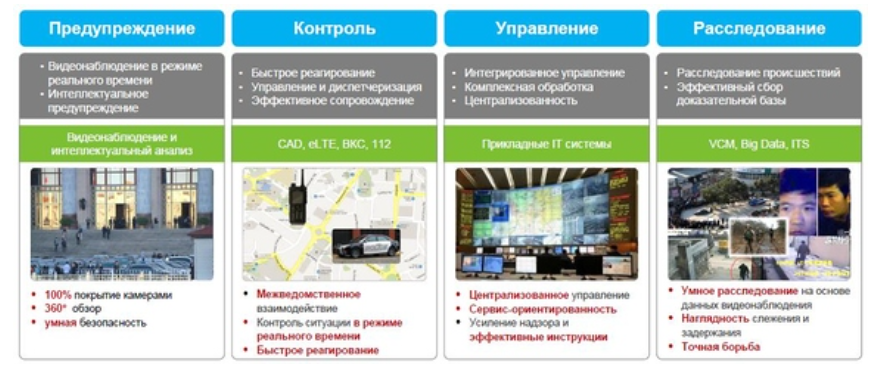 Предупреждение
• Видеонаблюдение в режиме
реального времени
• Интеллектуальное
предупреждение
Видеонаблюдение и
интеллектуальный анализ
• 100% покрытие камерами
• 360° обзор
• умная безопасность
Контроль
• Быстрое реагирование
• Управление и диспетчеризация
• Эффективное сопровождение
CAD, eLTE, ВКС, 112
• Межведомственное
взаимодействие
• Контроль ситуации в режиме
реального времени
• Быстрое реагирование
Управление
• Интегрированное управление
• Комплексная обработка
• Централизованность
Прикладные IT системы
• Централизованное управление
• Сервис-ориентированность
• Усиление надзора и
эффективные инструкции
Расследование
• Расследование происшествий
• Эффективный сбор
доказательной базы
VCM, Big Data, ITS
• Умное расследование на основе
данных видеонаблюдения
• Наглядность слежения и
задержания
• Точная борьба